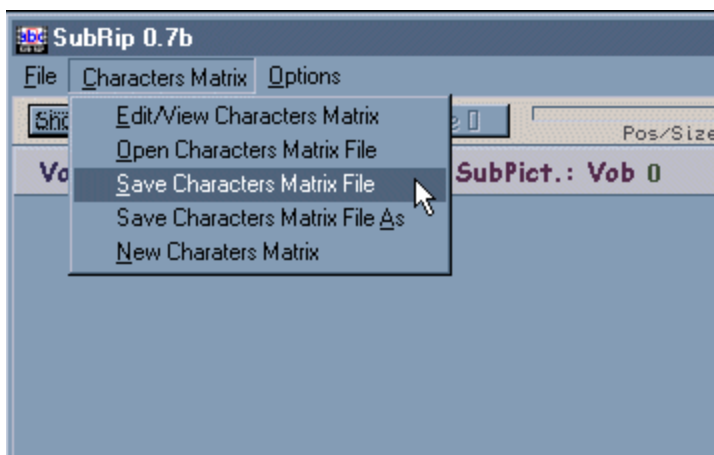 SubRip 0.7b
File Characters Matrix Options
Edit/View Characters Matrix
Open Characters Matrix File
Pos/Size
Save Characters Matrix File
SubPict.: Vob 0
Save Characters Matrix File As
New Charaters Matrix